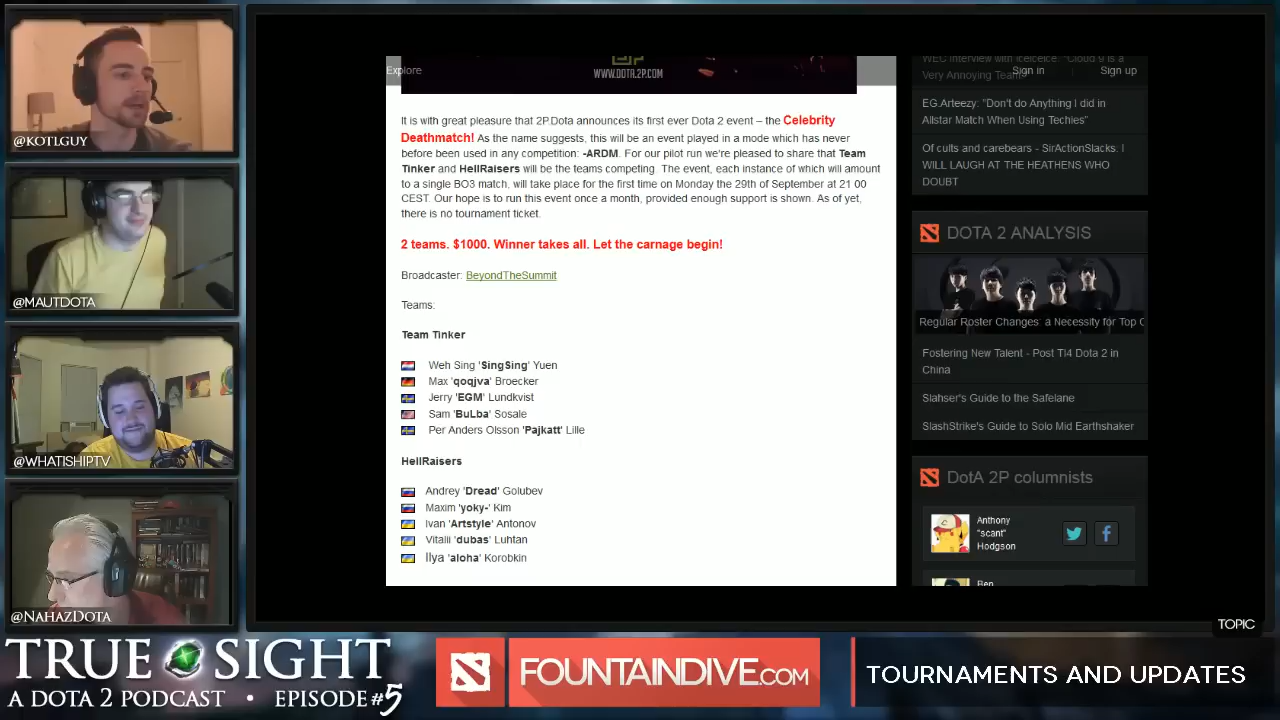 @KOTLGUY
@MAUTDOTA
@WHATISHIPTV
@NAHAZDOTA
Explore
WWW.DOTA.2P.COM
It is with great pleasure that 2P.Dota announces its first ever Dota 2 event – the Celebrity
Deathmatch! As the name suggests, this will be an event played in a mode which has never
before been used in any competition: -ARDM. For our pilot run we're pleased to share that Team
Tinker and HellRaisers will be the teams competing. The event, each instance of which will amount
to a single BO3 match, will take place for the first time on Monday the 29th of September at 21 00
CEST. Our hope is to run this event once a month, provided enough support is shown. As of yet,
there is no tournament ticket.
2 teams. $1000. Winner takes all. Let the carnage begin!
Broadcaster: BeyondTheSummit
Teams:
Team Tinker
Weh Sing 'SingSing' Yuen
Max 'qojqva' Broecker
Jerry 'EGM' Lundkvist
Sam 'BuLba' Sosale
Per Anders Olsson 'Pajkatt' Lille
HellRaisers
Andrey 'Dread' Golubev
Maxim 'yoky-' Kim
Ivan 'Artstyle' Antonov
Vitalii 'dubas' Luhtan
Ilya 'aloha' Korobkin
WEC Interview with Iceiceice: "Cloud 9 is a
Very Annoying Team"
Sign in
Sign up
EG.Arteezy: "Don't do Anything I did in
Allstar Match When Using Techies"
Of cults and carebears - SirActionSlacks: I
WILL LAUGH AT THE HEATHENS WHO
DOUBT
DOTA 2 ANALYSIS
Regular Roster Changes: a Necessity for Top C
Fostering New Talent - Post TI4 Dota 2 in
China
Slahser's Guide to the Safelane
SlashStrike's Guide to Solo Mid Earthshaker
DotA 2P columnists
Anthony
"scant"
Hodgson
Ben
TOPIC
TRUE SIGHT
A DOTA 2 PODCAST • EPISODE #5
FOUNTAINDIVE.COM
TOURNAMENTS AND UPDATES